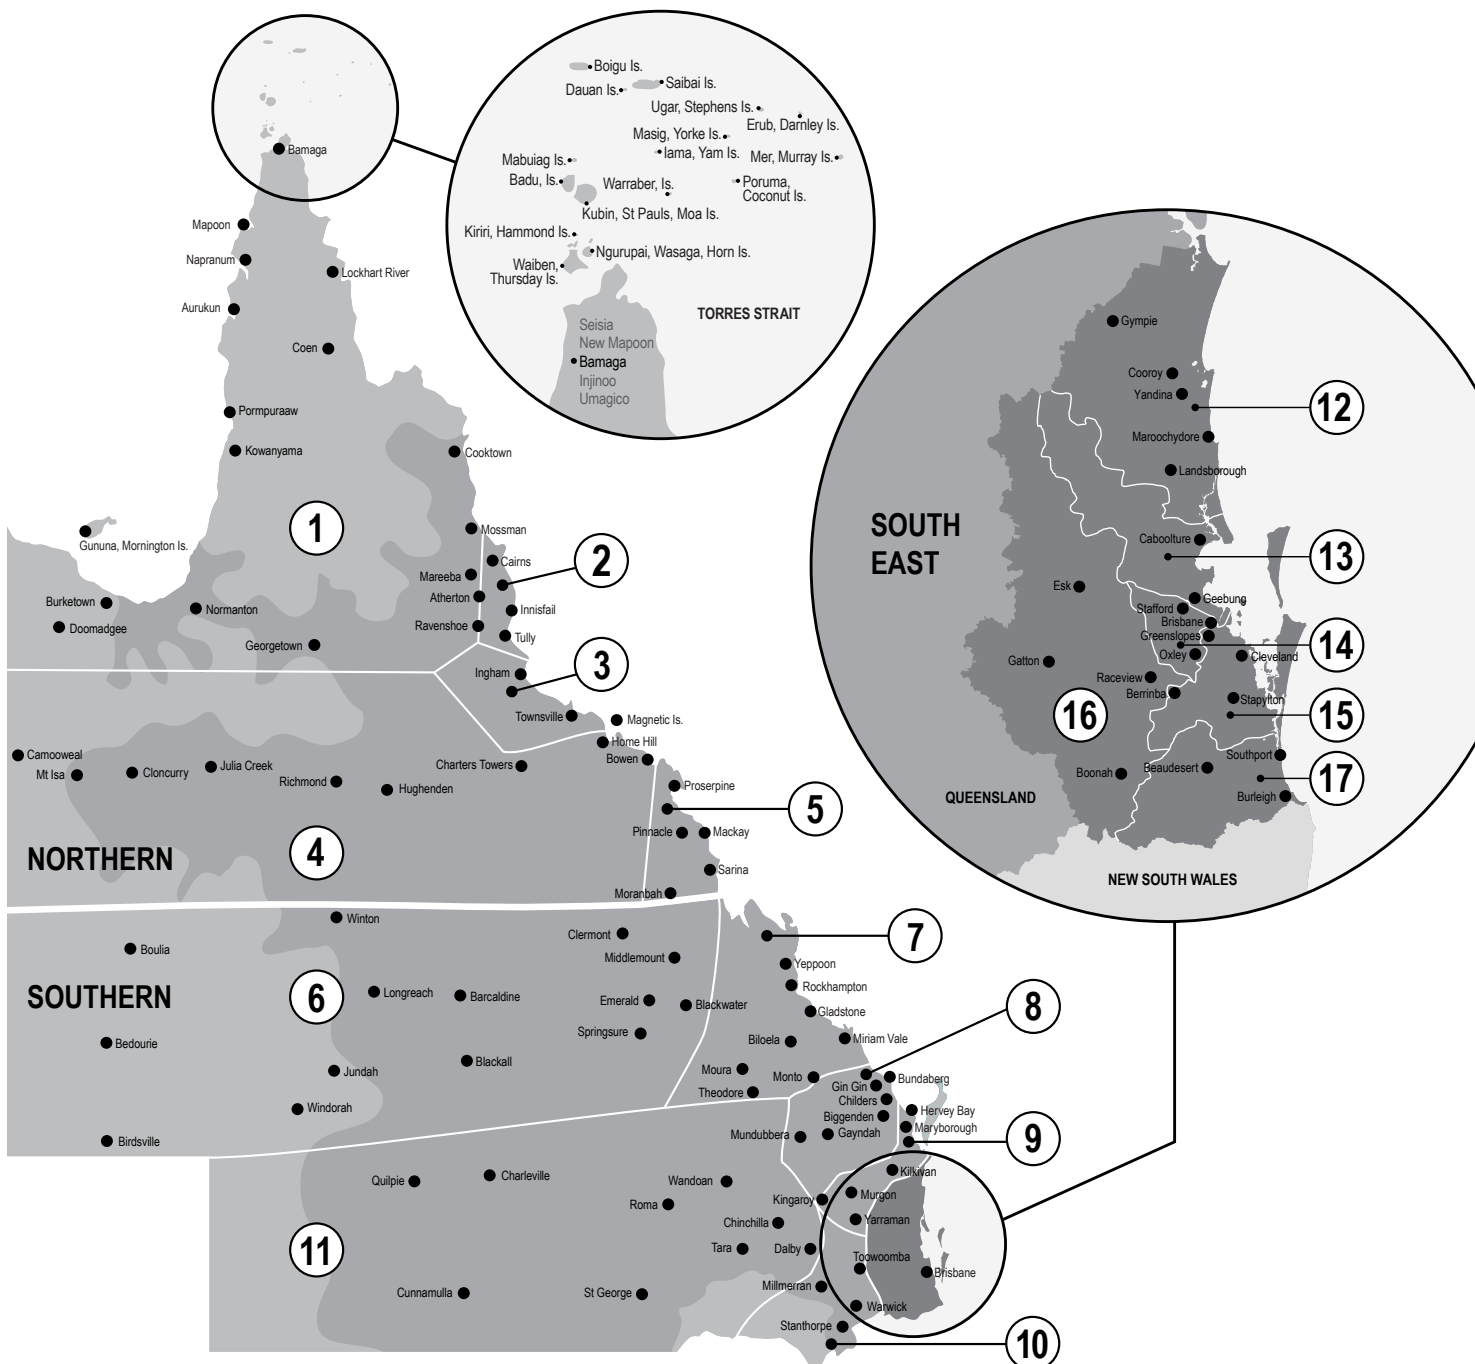 Boigu Is.
Saibai Is.
Dauan Is.
Ugar, Stephens Is.
Erub, Darnley Is.
Masig, Yorke Is.
Iama, Yam Is.
Mer, Murray Is.
Mabuiag Is.
Badu, Is.
Warraber, Is.
Poruma,
Coconut Is.
Kubin, St Pauls, Moa Is.
Kiriri, Hammond Is.
Ngurupai, Wasaga, Horn Is.
Waiben,
Thursday Is.
TORRES STRAIT
Seisia
New Mapoon
Bamaga
Injinoo
Umagico
Bamaga
Mapoon
Napranum
Lockhart River
Aurukun
Coen
Pormpuraaw
Kowanyama
Cooktown
1
Mossman
Gununa, Mornington Is.
Cairns
2
Mareeba
Atherton
Burketown
Normanton
Innisfail
Doomadgee
Ravenshoe
Tully
Georgetown
3
Ingham
Townsville
Magnetic Is.
Home Hill
Camooweal
Mt Isa
Cloncurry
Julia Creek
Richmond
Hughenden
Charters Towers
Bowen
Proserpine
5
Pinnacle
Mackay
NORTHERN
4
Sarina
Moranbah
Winton
Clermont
7
Boulia
Middlemount
Yeppoon
SOUTHERN
6
Longreach
Barcaldine
Emerald
Blackwater
Rockhampton
8
Gladstone
Springsure
Bedourie
Biloela
Miriam Vale
Blackall
Jundah
Moura
Monto
Bundaberg
Gin Gin
Theodore
Childers
Windorah
Hervey Bay
Biggenden
Maryborough
Birdsville
Mundubbera
Gayndah
9
Kilkivan
Quilpie
Charleville
Wandoan
Kingaroy
Murgon
Roma
Chinchilla
Yarraman
11
Tara
Dalby
Toowoomba
Brisbane
Cunnamulla
St George
Millmerran
Warwick
Stanthorpe
10
Gympie
Cooroy
Yandina
12
Maroochydore
Landsborough
SOUTH
EAST
Caboolture
13
Esk
Geebung
Stafford
Brisbane
Greenslopes
14
Oxley
Cleveland
Gatton
Raceview
Berrinba
Stapylton
16
15
Southport
Beaudesert
Boonah
17
Burleigh
QUEENSLAND
NEW SOUTH WALES